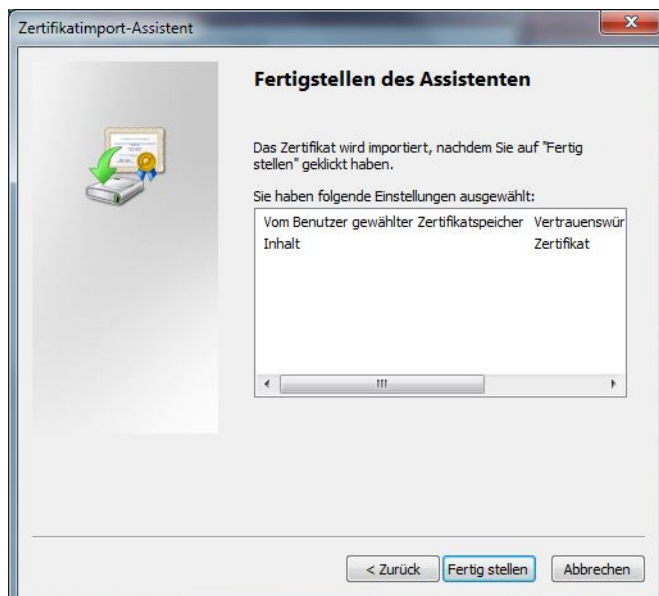 Zertifikatimport-Assistent
Fertigstellen des Assistenten
Das Zertifikat wird importiert, nachdem Sie auf "Fertig
stellen" geklickt haben.
Sie haben folgende Einstellungen ausgewählt:
Vom Benutzer gewählter Zertifikatspeicher Vertrauenswür
Inhalt Zertifikat
< Zurück Fertig stellen Abbrechen